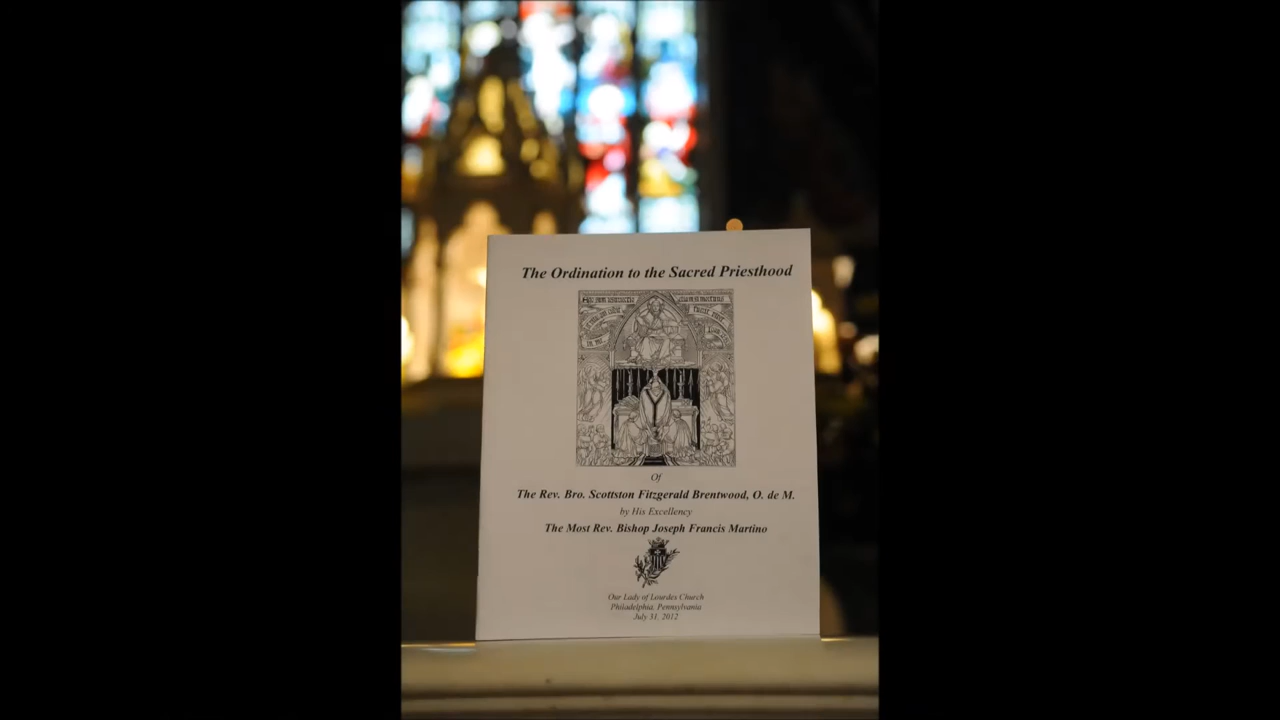 The Ordination to the Sacred Priesthood
Of
The Rev. Bro. Scottston Fitzgerald Brentwood, O. de M.
by His Excellency
The Most Rev. Bishop Joseph Francis Martino
Our Lady of Lourdes Church
Philadelphia, Pennsylvania
July 31, 2012